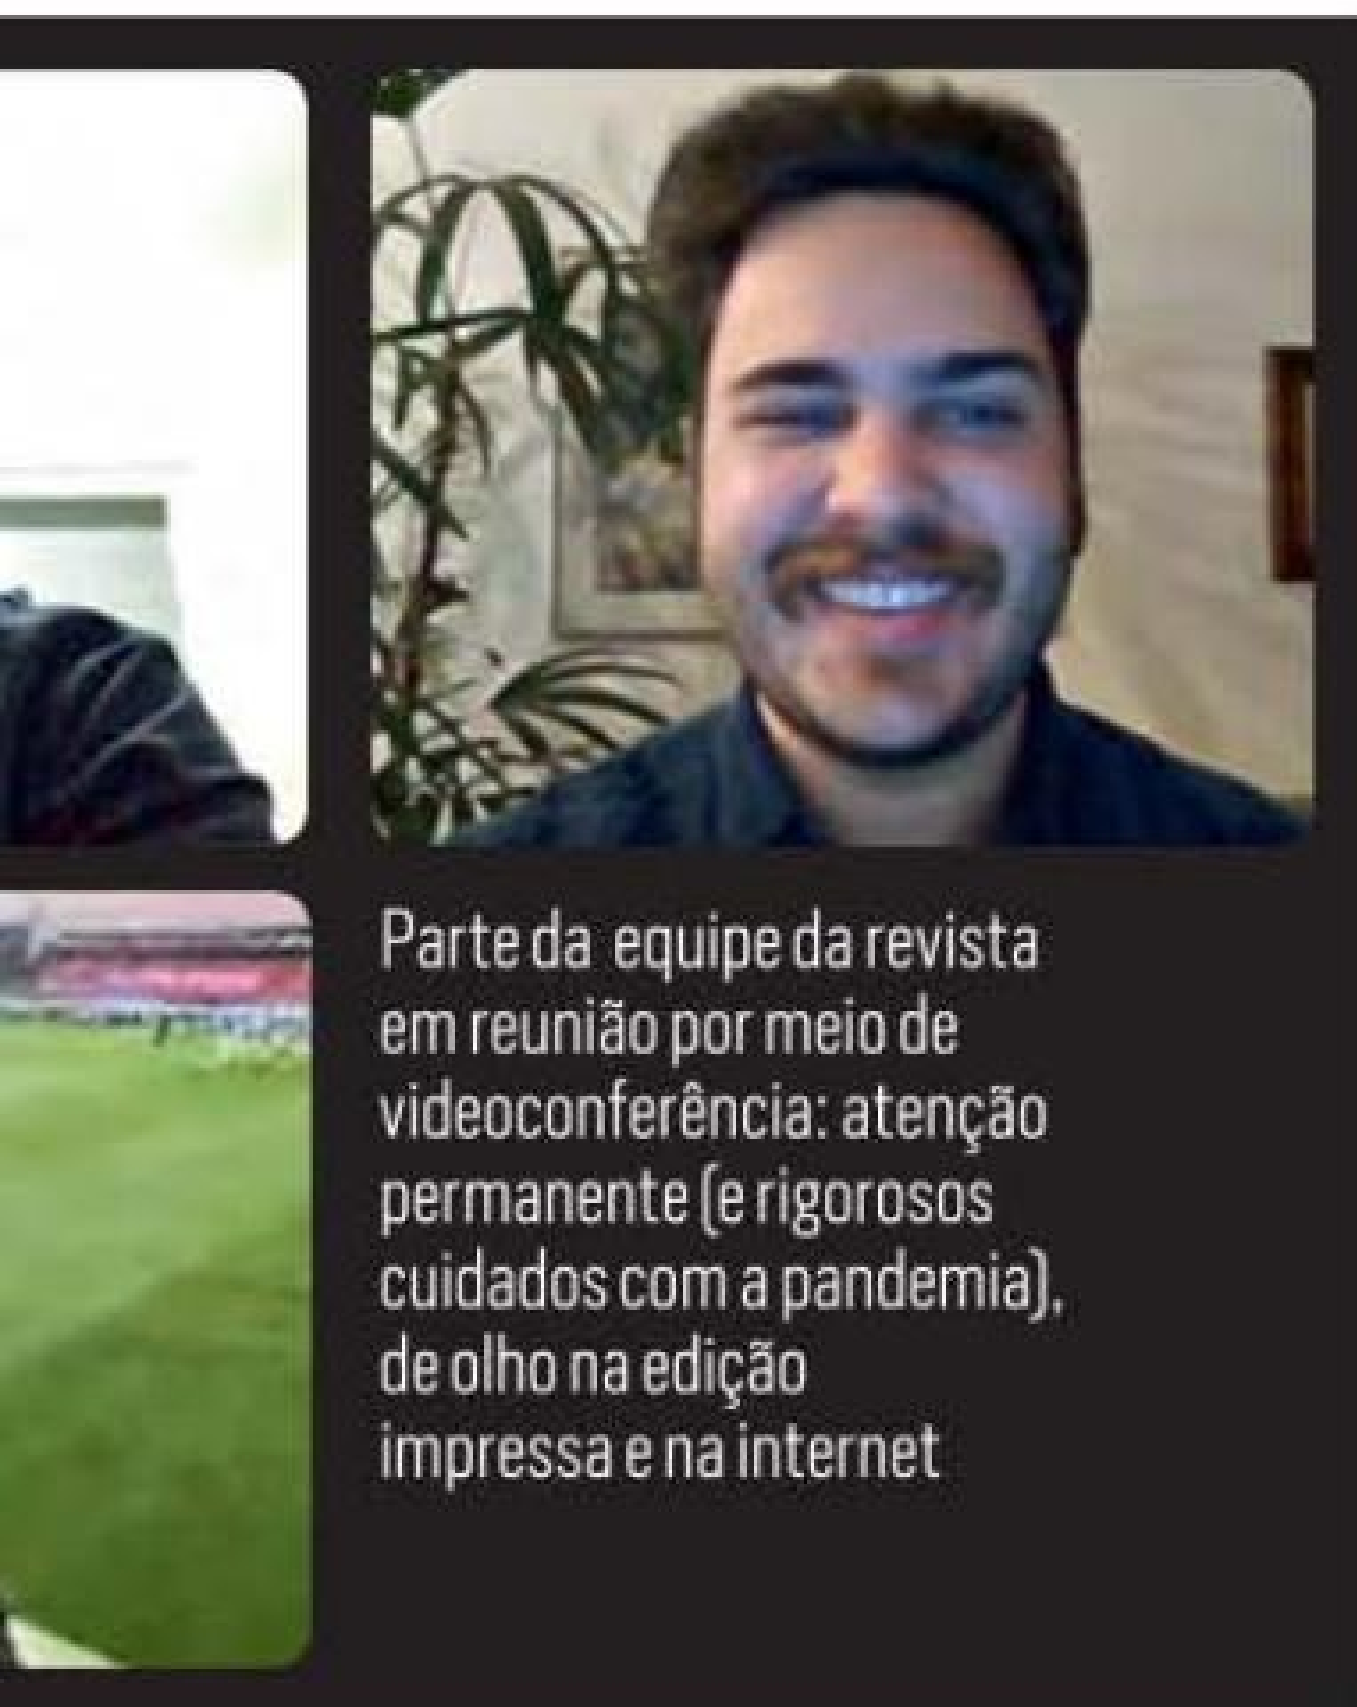 Parte da equipe da revista
em reunião por meio de
videoconferência: atenção
permanente (e rigorosos
cuidados com a pandemia),
de olho na edição
impressa e na internet